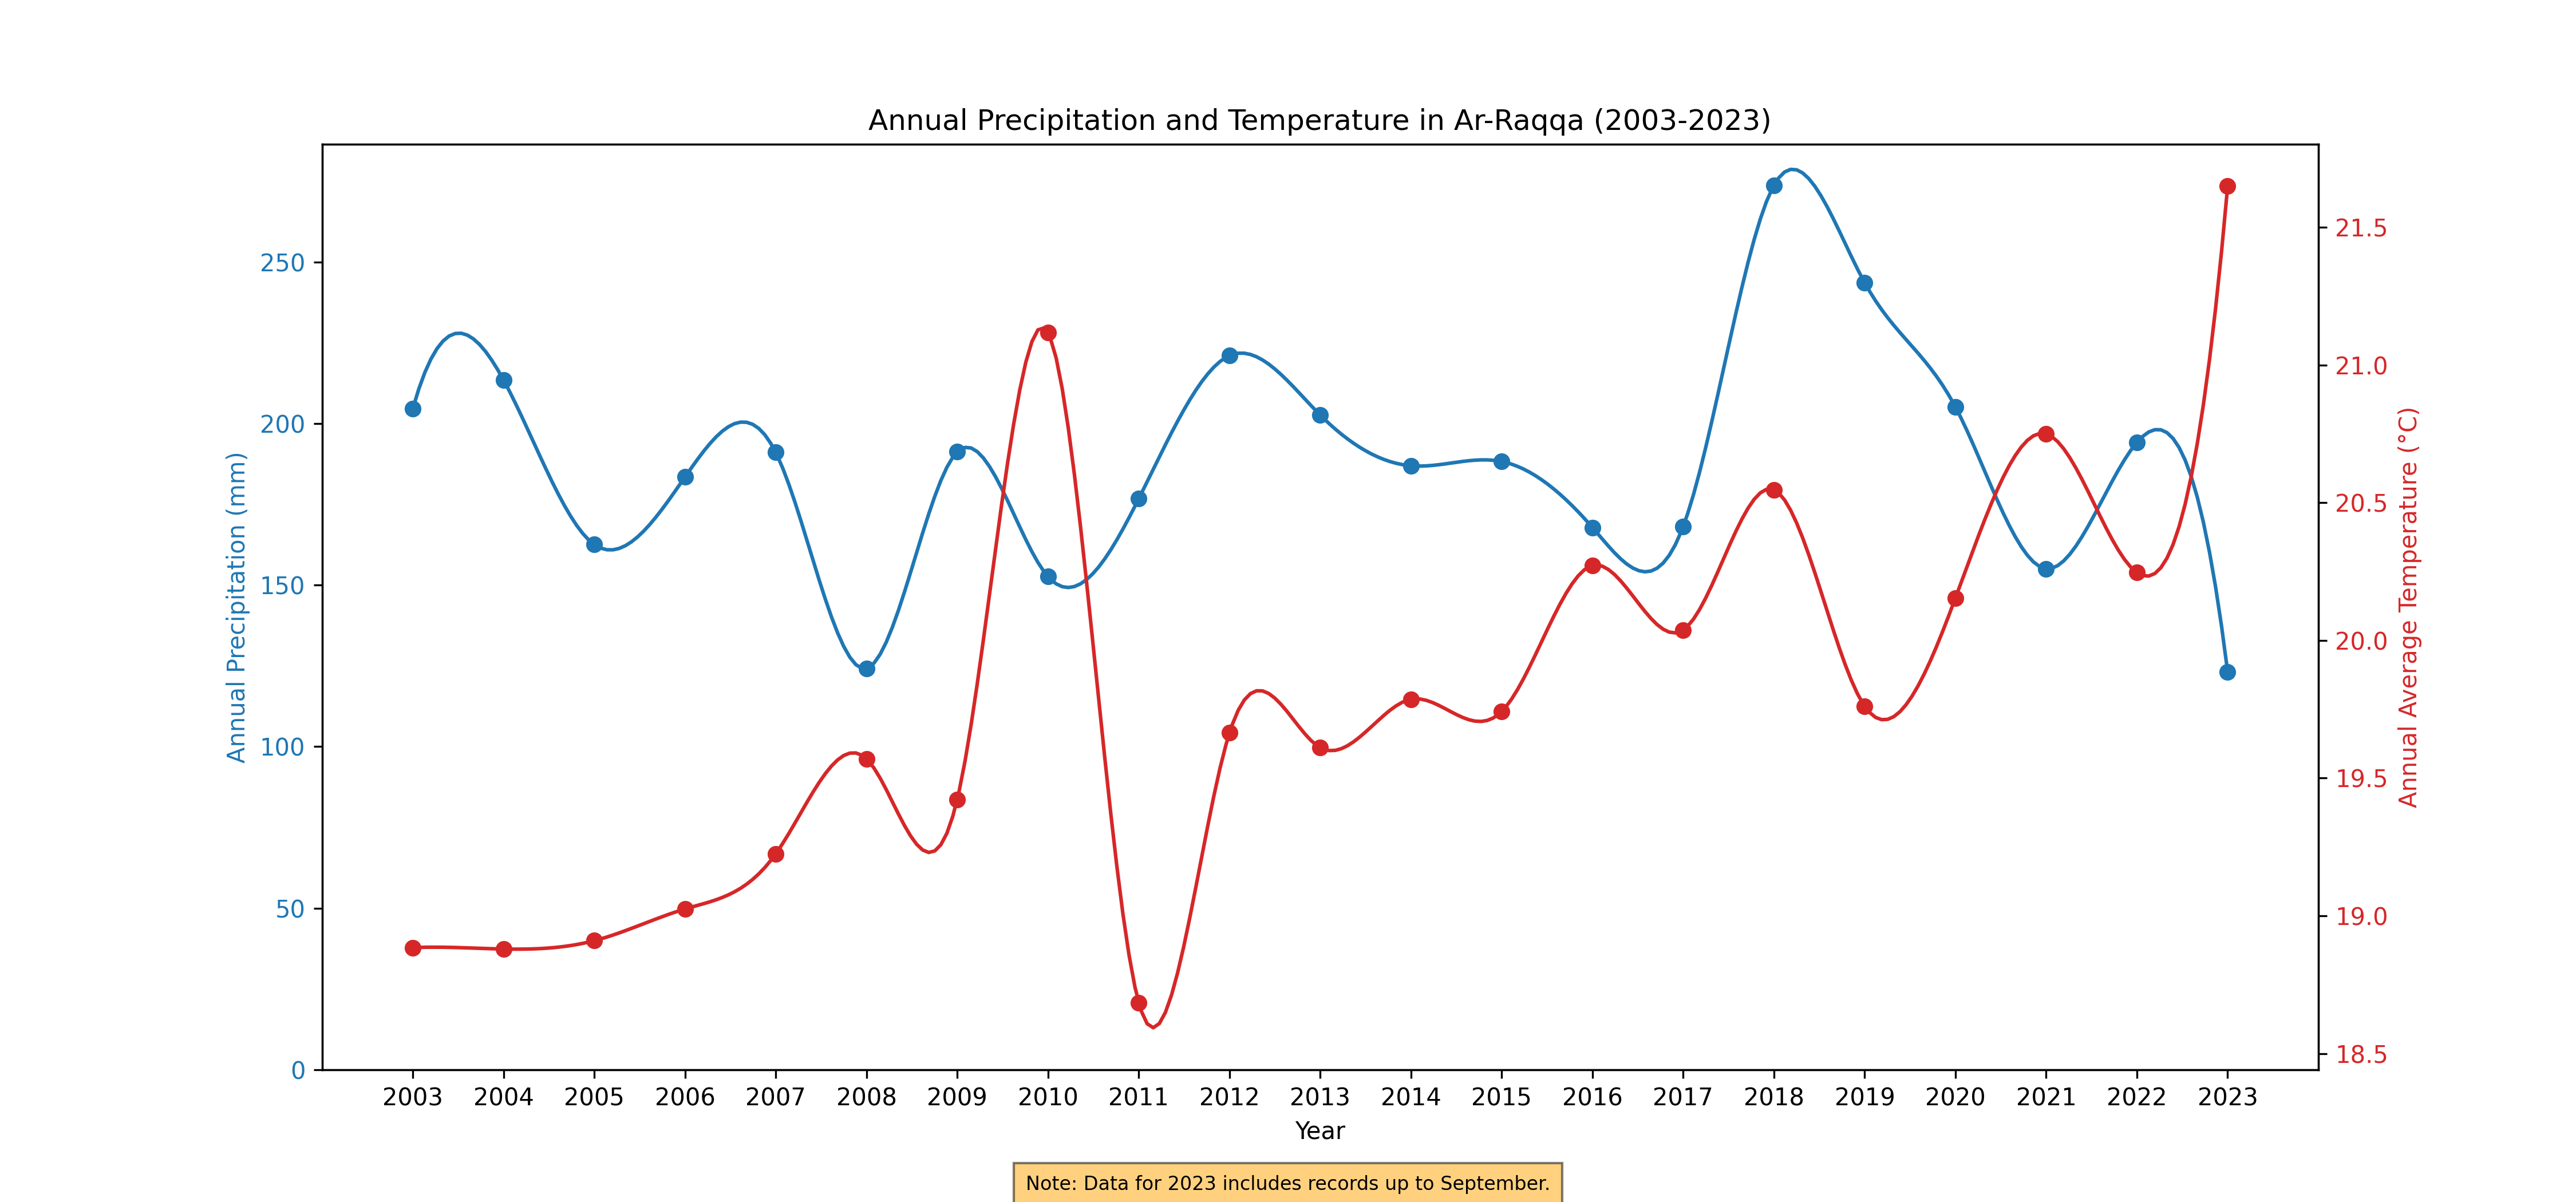 Annual Precipitation and Temperature in Ar-Raqqa (2003-2023)
Annual Precipitation (mm)
250
200
150
100
50
0
21.5
21.0
20.5
20.0
19.5
19.0
18.5
Annual Average Temperature (°C)
2003 2004 2005 2006 2007 2008 2009 2010 2011 2012 2013 2014 2015 2016 2017 2018 2019 2020 2021 2022 2023
Year
Note: Data for 2023 includes records up to September.